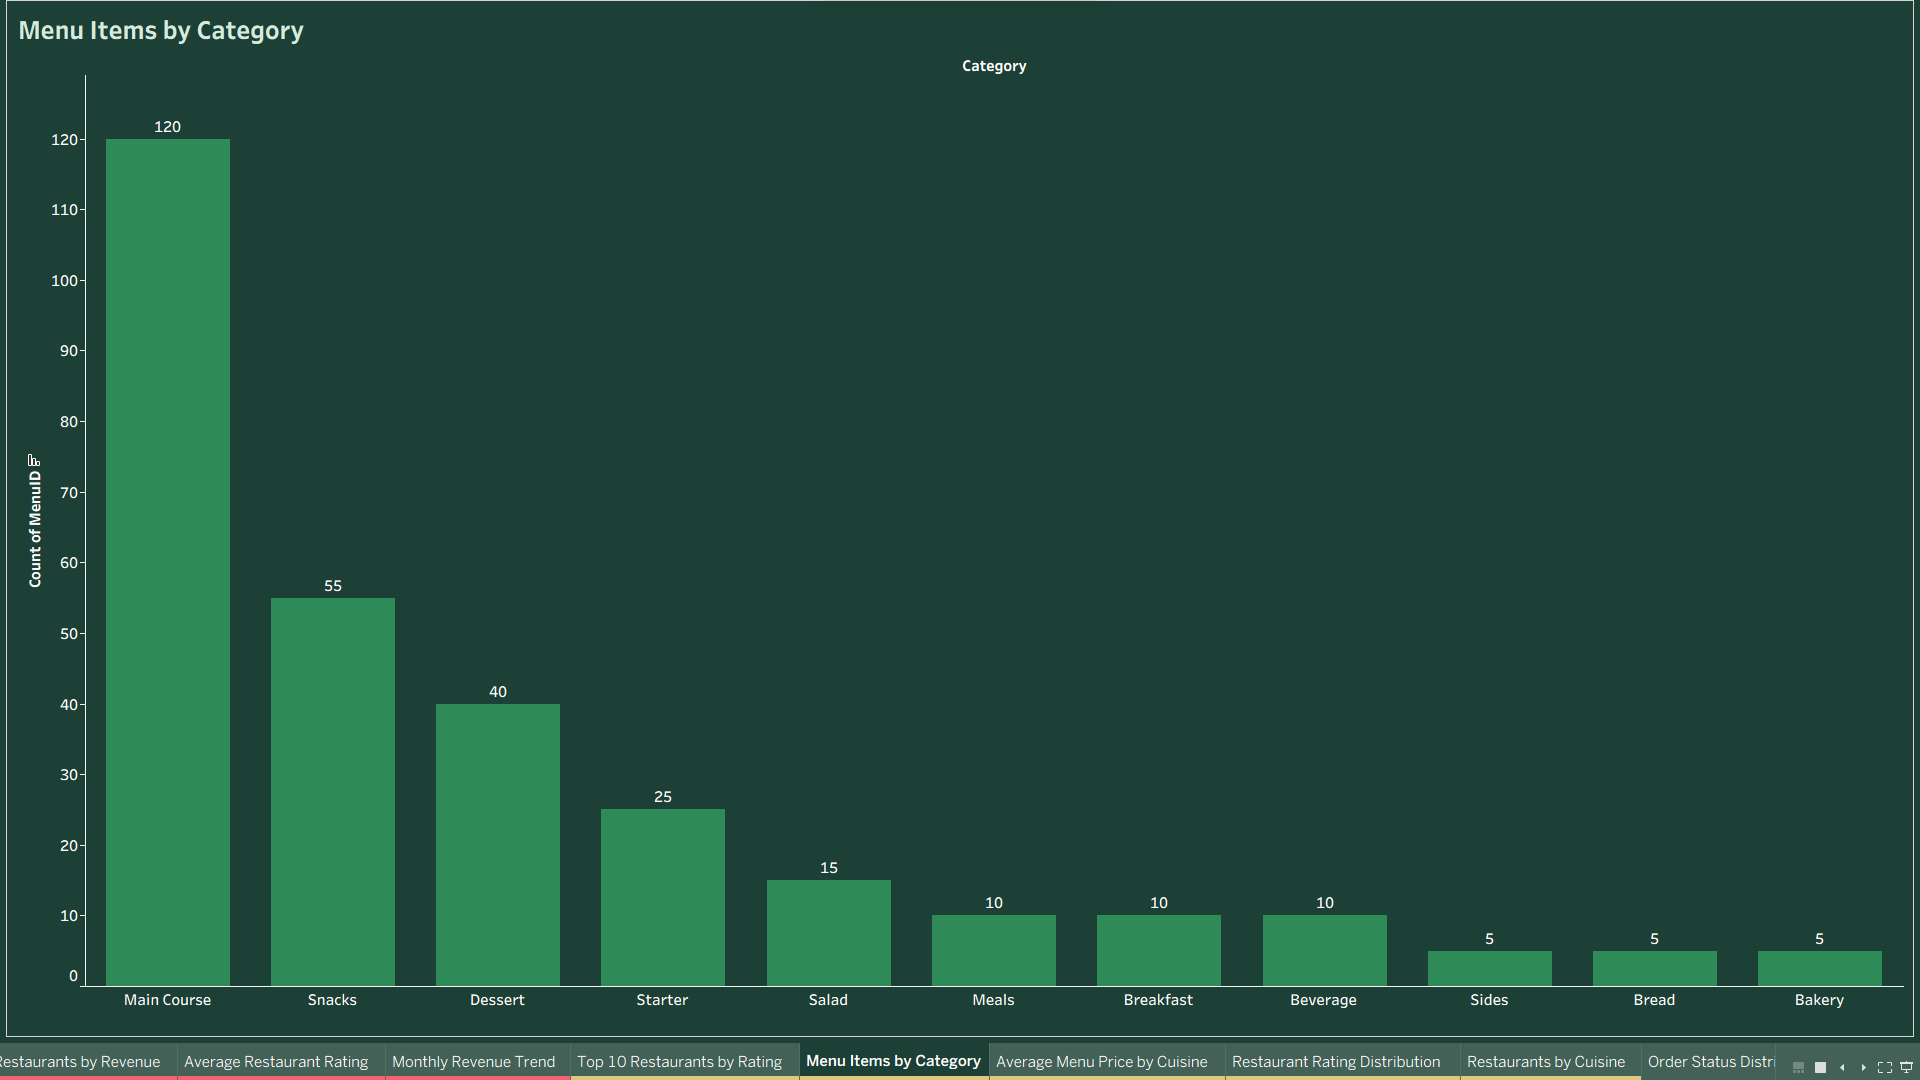 Menu Items by Category
Category
Count of MenuID
120
110
100
90
80
70
60
50
40
30
20
10
0
120
55
40
25
15
10
10
10
5
5
5
Main Course
Snacks
Dessert
Starter
Salad
Meals
Breakfast
Beverage
Sides
Bread
Bakery
estaurants by Revenue
Average Restaurant Rating
Monthly Revenue Trend
Top 10 Restaurants by Rating
Menu Items by Category
Average Menu Price by Cuisine
Restaurant Rating Distribution
Restaurants by Cuisine
Order Status Distri